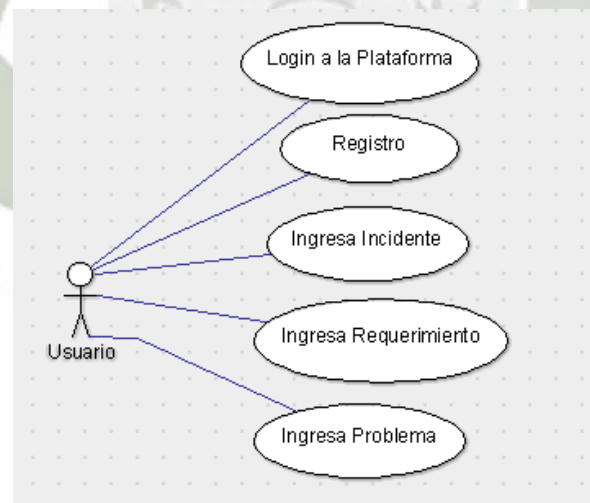 Login a la Plataforma
Registro
Ingresa Incidente
Ingresa Requerimiento
Usuario
Ingresa Problema